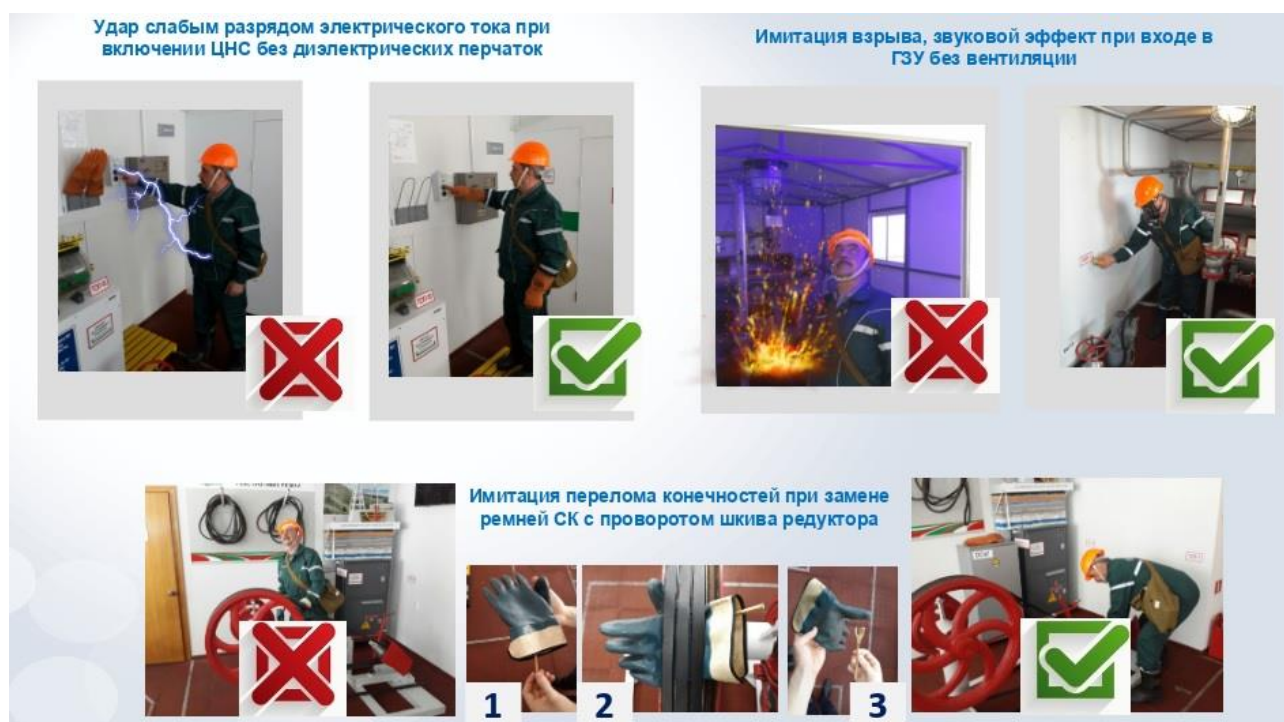 Удар слабым разрядом электрического тока при
включении ЦНС без диэлектрических перчаток
Имитация взрыва, звуковой эффект при входе в
ГЗУ без вентиляции
Имитация перелома конечностей при замене
ремней СК с проворотом шкива редуктора
1
2
3